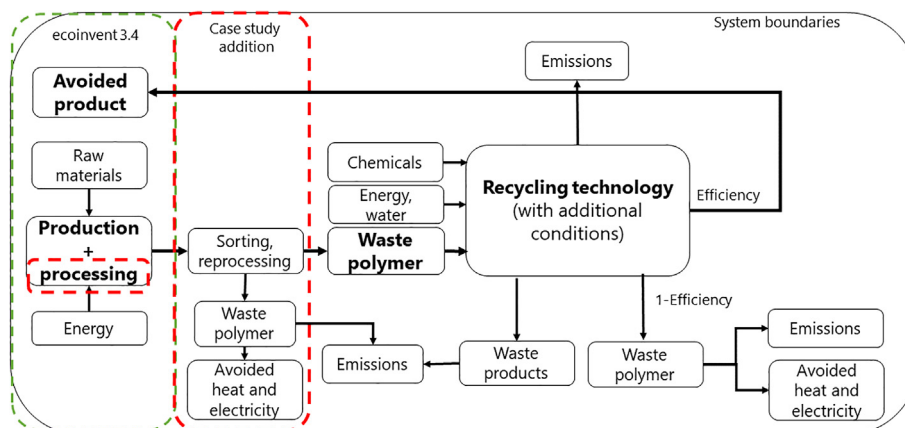 ecoinvent 3.4
Case study
addition
System boundaries
Emissions
Avoided
product
Raw
materials
Chemicals
Energy,
water
Recycling technology
(with additional
conditions)
Efficiency
Production
+
processing
Sorting,
reprocessing
Waste
polymer
Energy
Waste
polymer
1-Efficiency
Emissions
Waste
products
Waste
polymer
Emissions
Avoided
heat and
electricity
Avoided
heat and
electricity